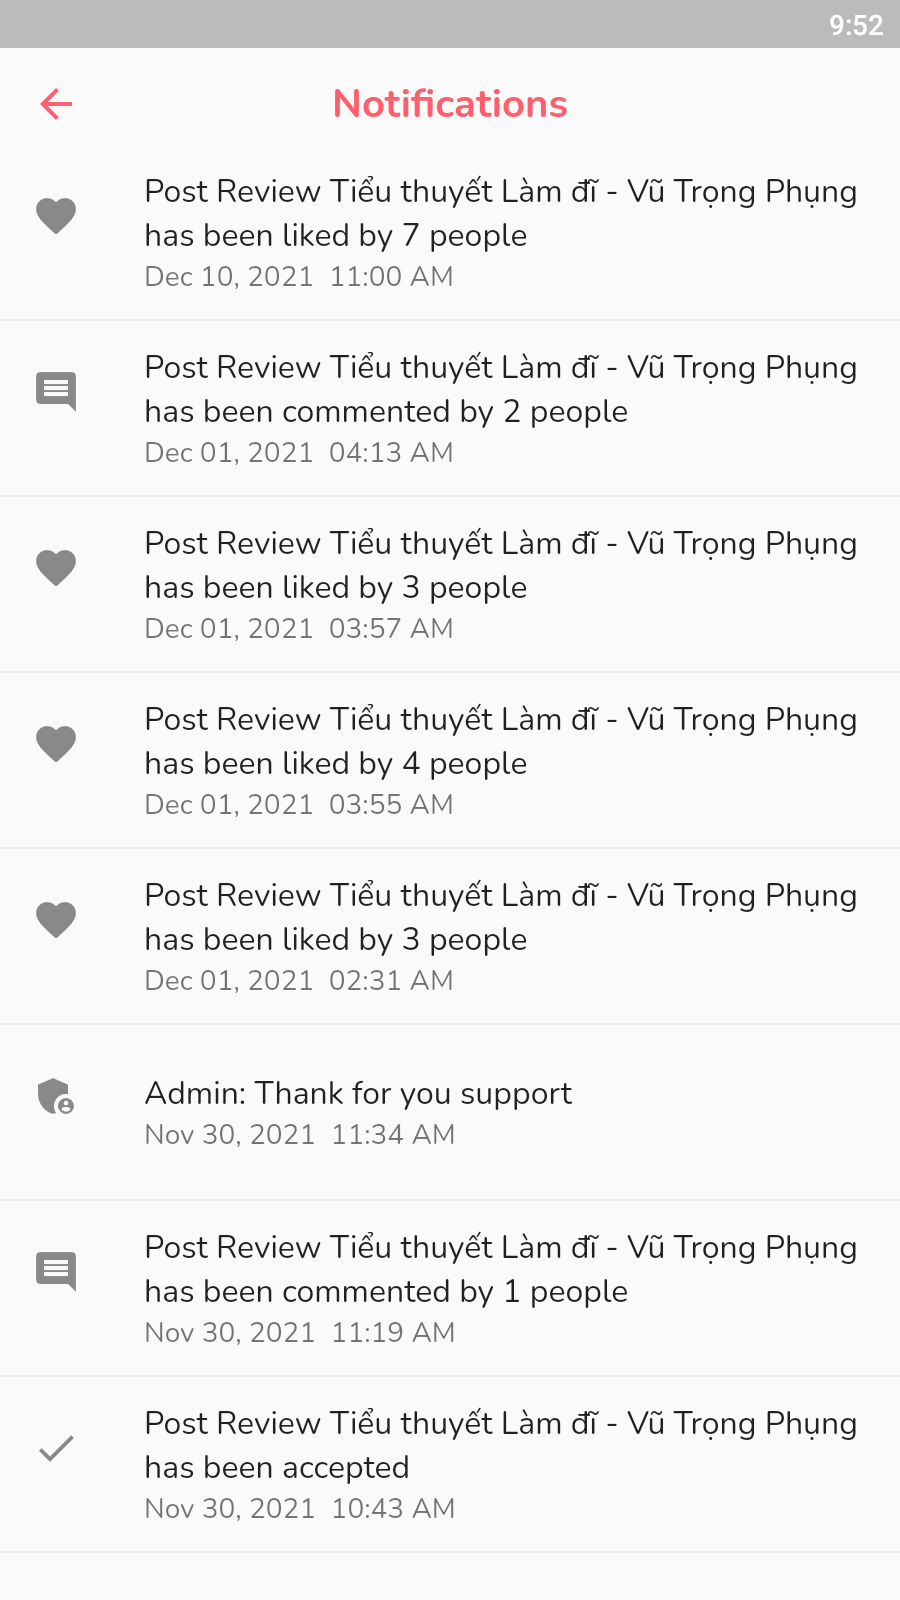 9:52
Notifications
Post Review Tiểu thuyết Làm đĩ - Vũ Trọng Phụng
has been liked by 7 people
Dec 10, 2021 11:00 AM
Post Review Tiểu thuyết Làm đĩ - Vũ Trọng Phụng
has been commented by 2 people
Dec 01, 2021 04:13 AM
Post Review Tiểu thuyết Làm đĩ - Vũ Trọng Phụng
has been liked by 3 people
Dec 01, 2021 03:57 AM
Post Review Tiểu thuyết Làm đĩ - Vũ Trọng Phụng
has been liked by 4 people
Dec 01, 2021 03:55 AM
Post Review Tiểu thuyết Làm đĩ - Vũ Trọng Phụng
has been liked by 3 people
Dec 01, 2021 02:31 AM
Admin: Thank for you support
Nov 30, 2021 11:34 AM
Post Review Tiểu thuyết Làm đĩ - Vũ Trọng Phụng
has been commented by 1 people
Nov 30, 2021 11:19 AM
Post Review Tiểu thuyết Làm đĩ - Vũ Trọng Phụng
has been accepted
Nov 30, 2021 10:43 AM